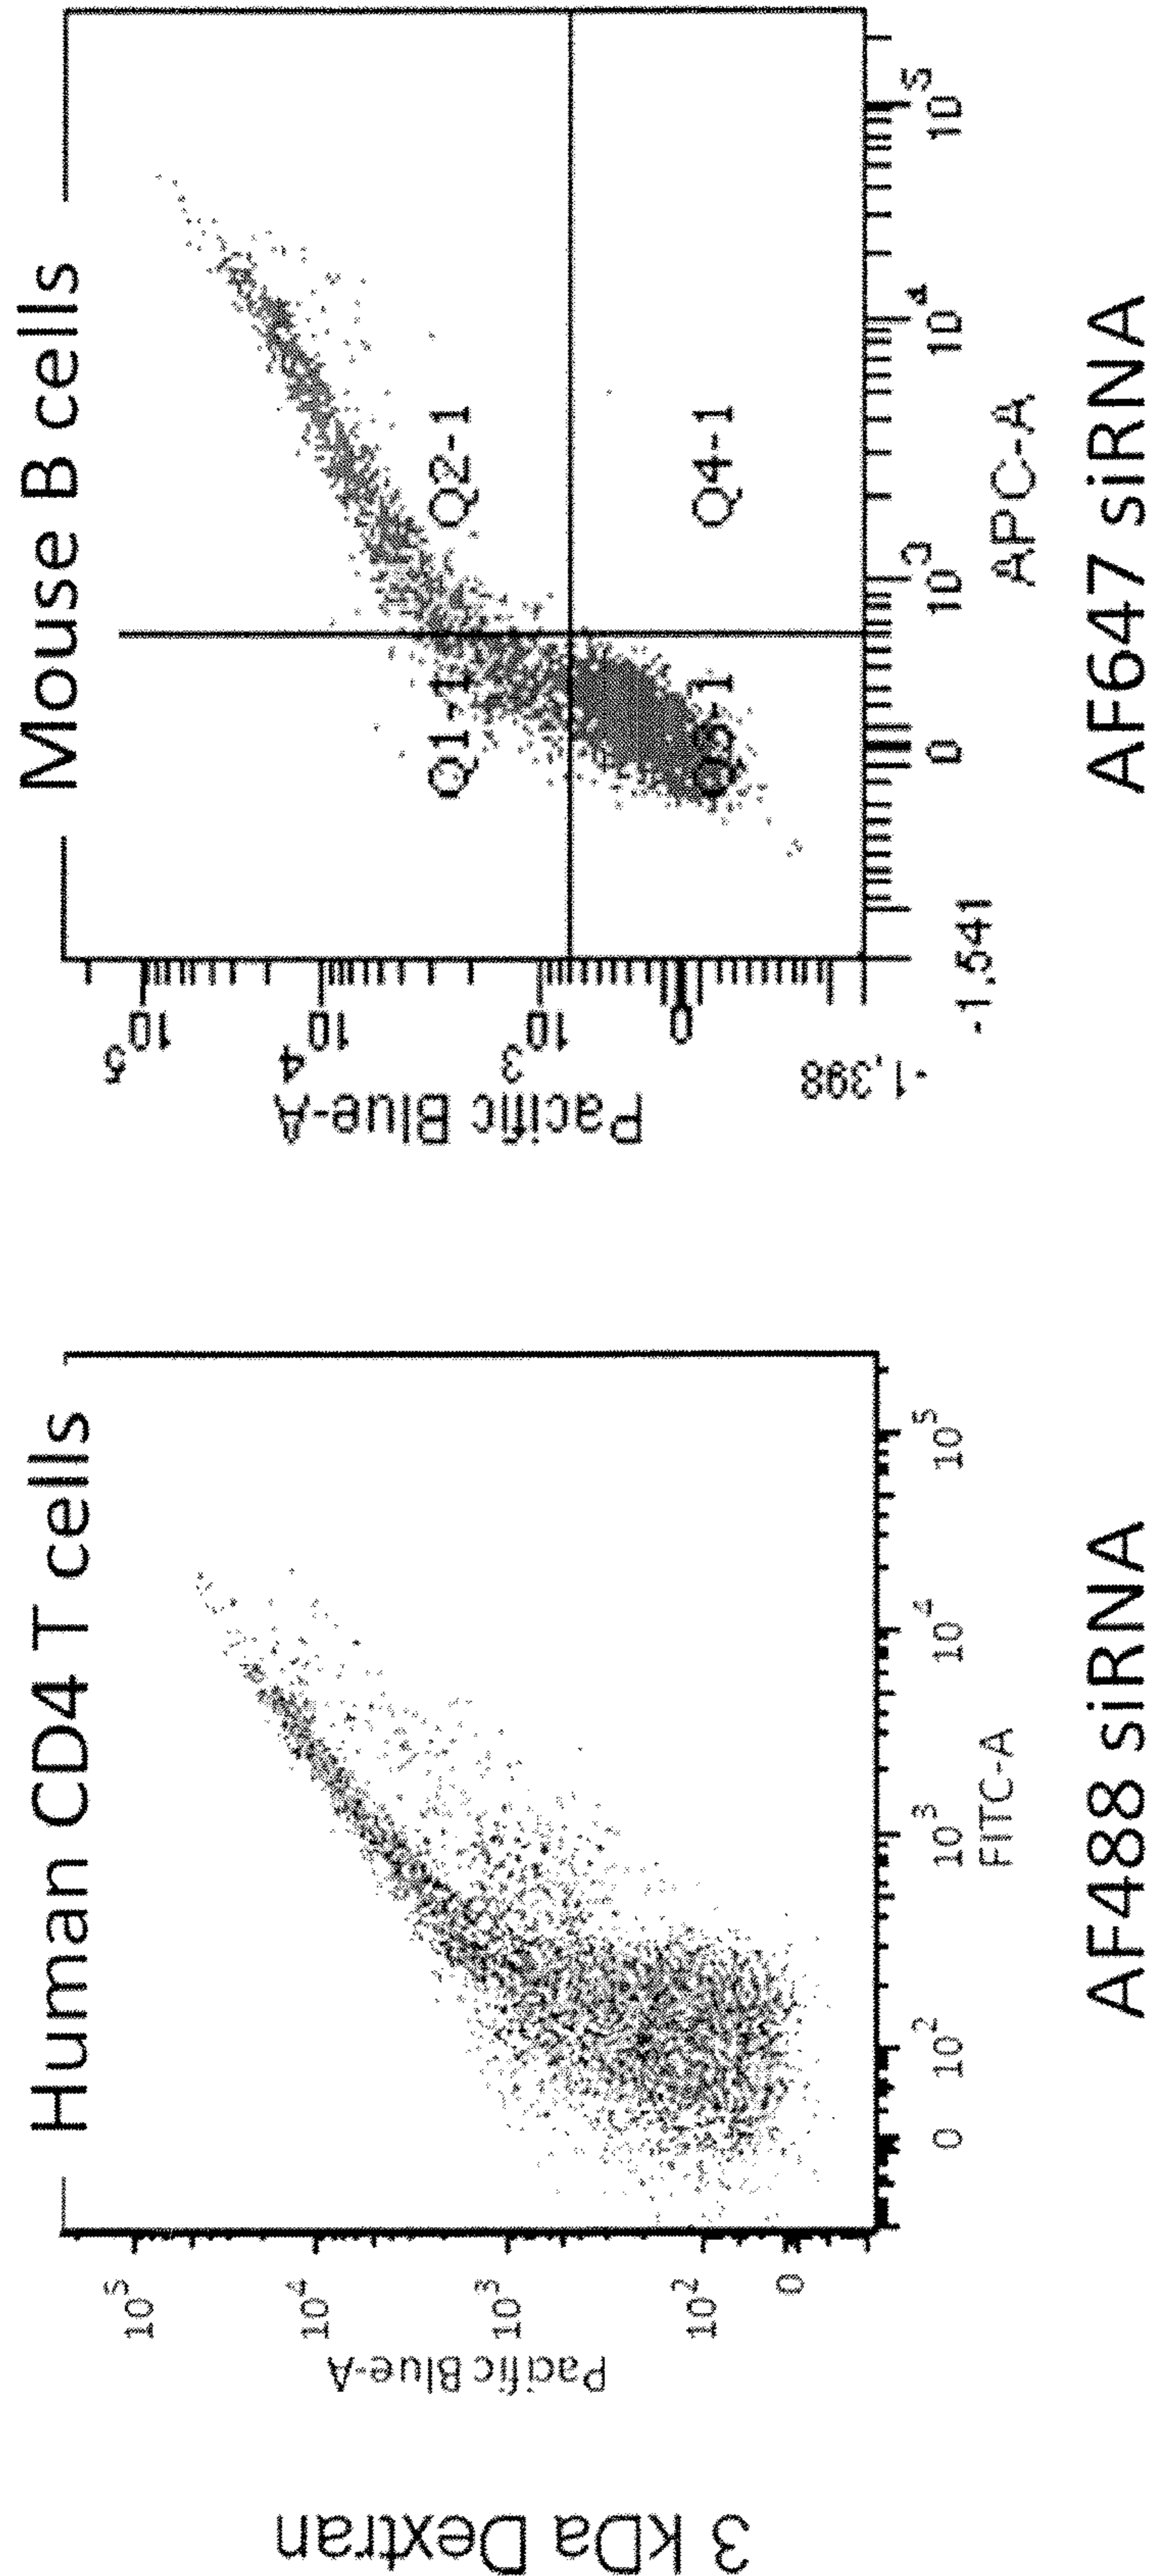 Human CD4 T cells
3 kDa Dextran
Pacific Blue-A
10^5
10^4
10^3
10^2
0
0 10^2 10^3 10^4 10^5
FITC-A
AF488 siRNA
Mouse B cells
Pacific Blue-A
10^5
10^4
10^3
0
-1,398
Q1-1 Q2-1
Q3-1 Q4-1
-1,541
0 10^3 10^4 10^5
APC-A
AF647 siRNA